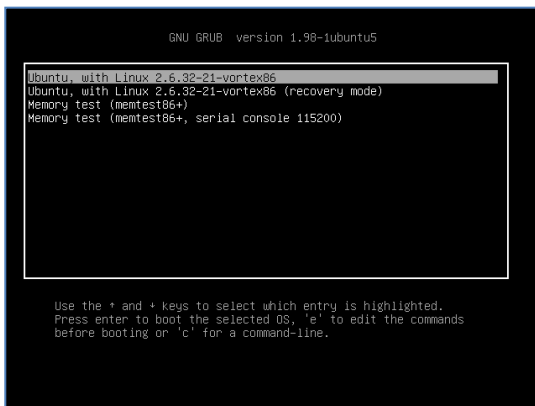 GNU GRUB  version 1.98-1ubuntu5
Ubuntu, with Linux 2.6.32-21-vortex86
Ubuntu, with Linux 2.6.32-21-vortex86 (recovery mode)
Memory test (memtest86+)
Memory test (memtest86+, serial console 115200)
Use the ↑ and ↓ keys to select which entry is highlighted.
Press enter to boot the selected OS, 'e' to edit the commands
before booting or 'c' for a command-line.